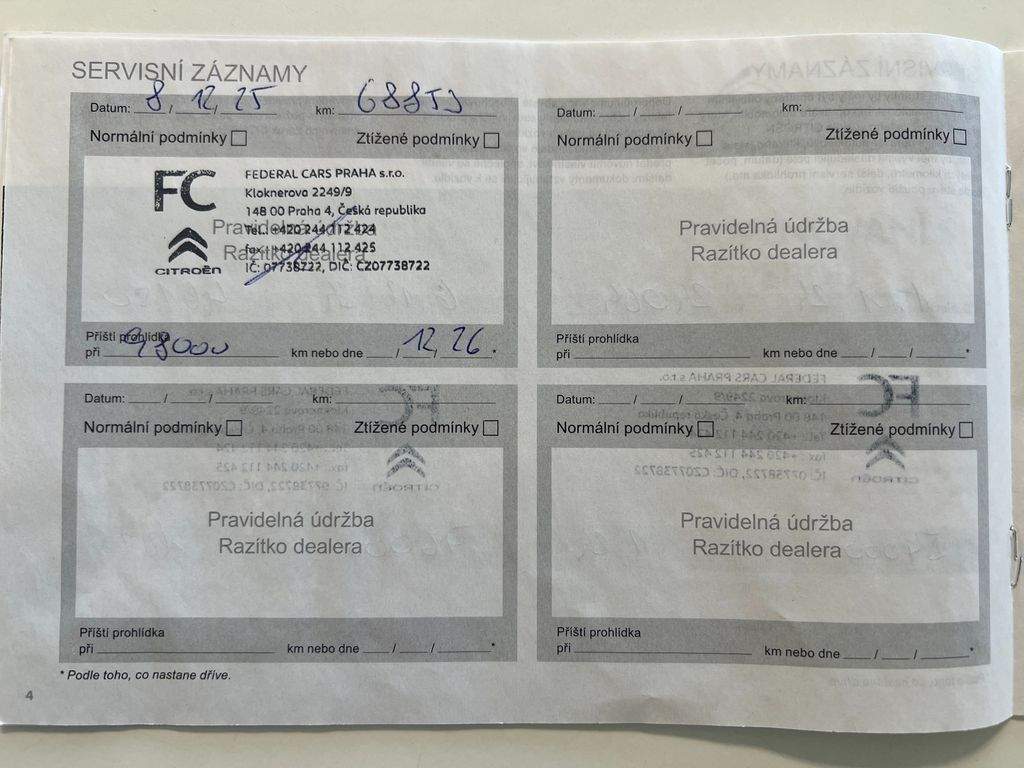 SERVISNÍ ZÁZNAMY
Datum: 8 / 12 / 25 km: 68853
Normální podmínky Ztížené podmínky
FC
CITROËN
FEDERAL CARS PRAHA s.r.o.
Kloknerova 2249/9
148 00 Praha 4, Česká republika
Tel.: +420 244 112 424
fax: +420 244 112 425
IČ: 07738722, DIČ: CZ07738722
Pravidelná údržba
Razítko dealera
Příští prohlídka
při 98000 km nebo dne / 12 / 26 *
Datum: / / km:
Normální podmínky Ztížené podmínky
Pravidelná údržba
Razítko dealera
Příští prohlídka
při km nebo dne / / *
Datum: / / km:
Normální podmínky Ztížené podmínky
Pravidelná údržba
Razítko dealera
Příští prohlídka
při km nebo dne / / *
Datum: / / km:
Normální podmínky Ztížené podmínky
Pravidelná údržba
Razítko dealera
Příští prohlídka
při km nebo dne / / *
* Podle toho, co nastane dříve.
4